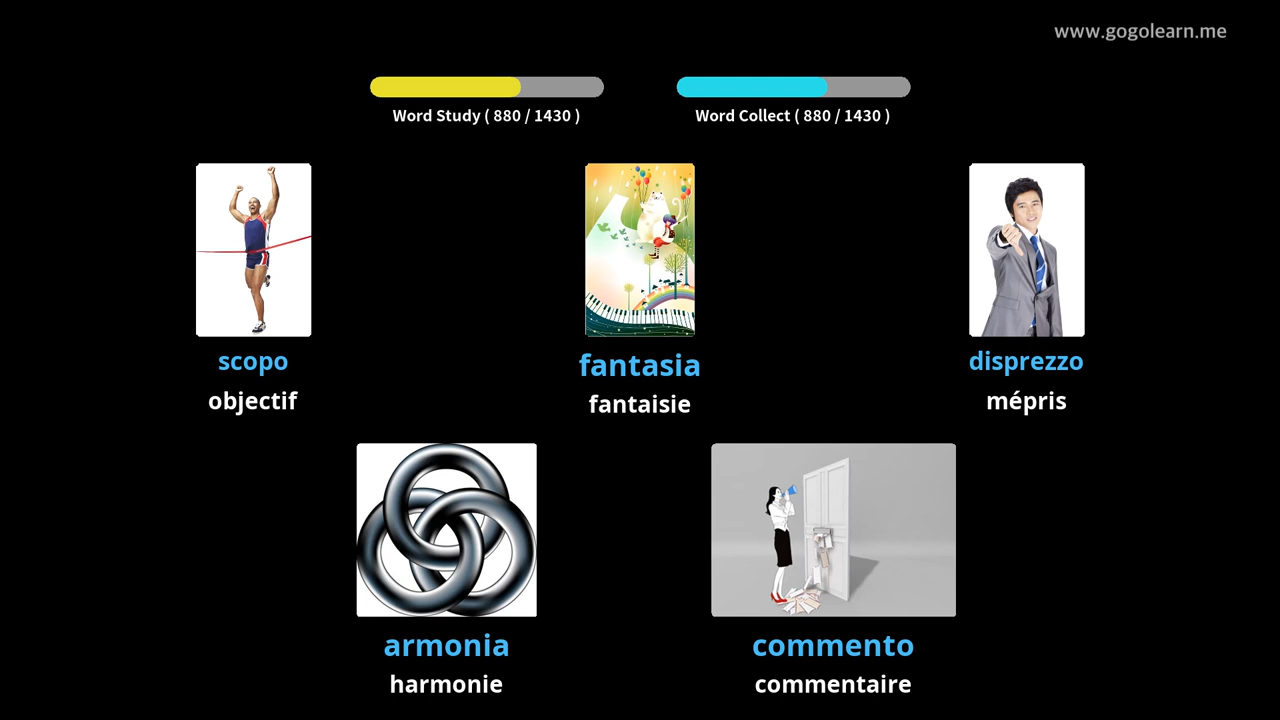 www.gogolearn.me
Word Study ( 880 / 1430 )
Word Collect ( 880 / 1430 )
scopo
objectif
fantasia
fantaisie
disprezzo
mépris
armonia
harmonie
commento
commentaire